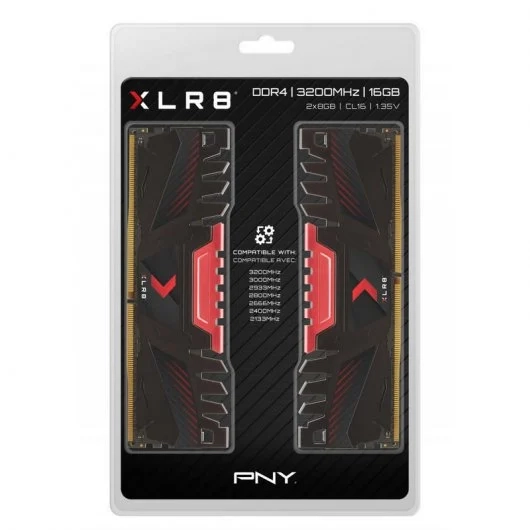 XLR8
DDR4 | 3200MHz | 16GB
2x8GB | CL16 | 1.35V
COMPATIBLE WITH:
COMPATIBLE AVEC:
3200MHz
3000MHz
2933MHz
2800MHz
2666MHz
2400MHz
2133MHz
XLR8
XLR8
PNY